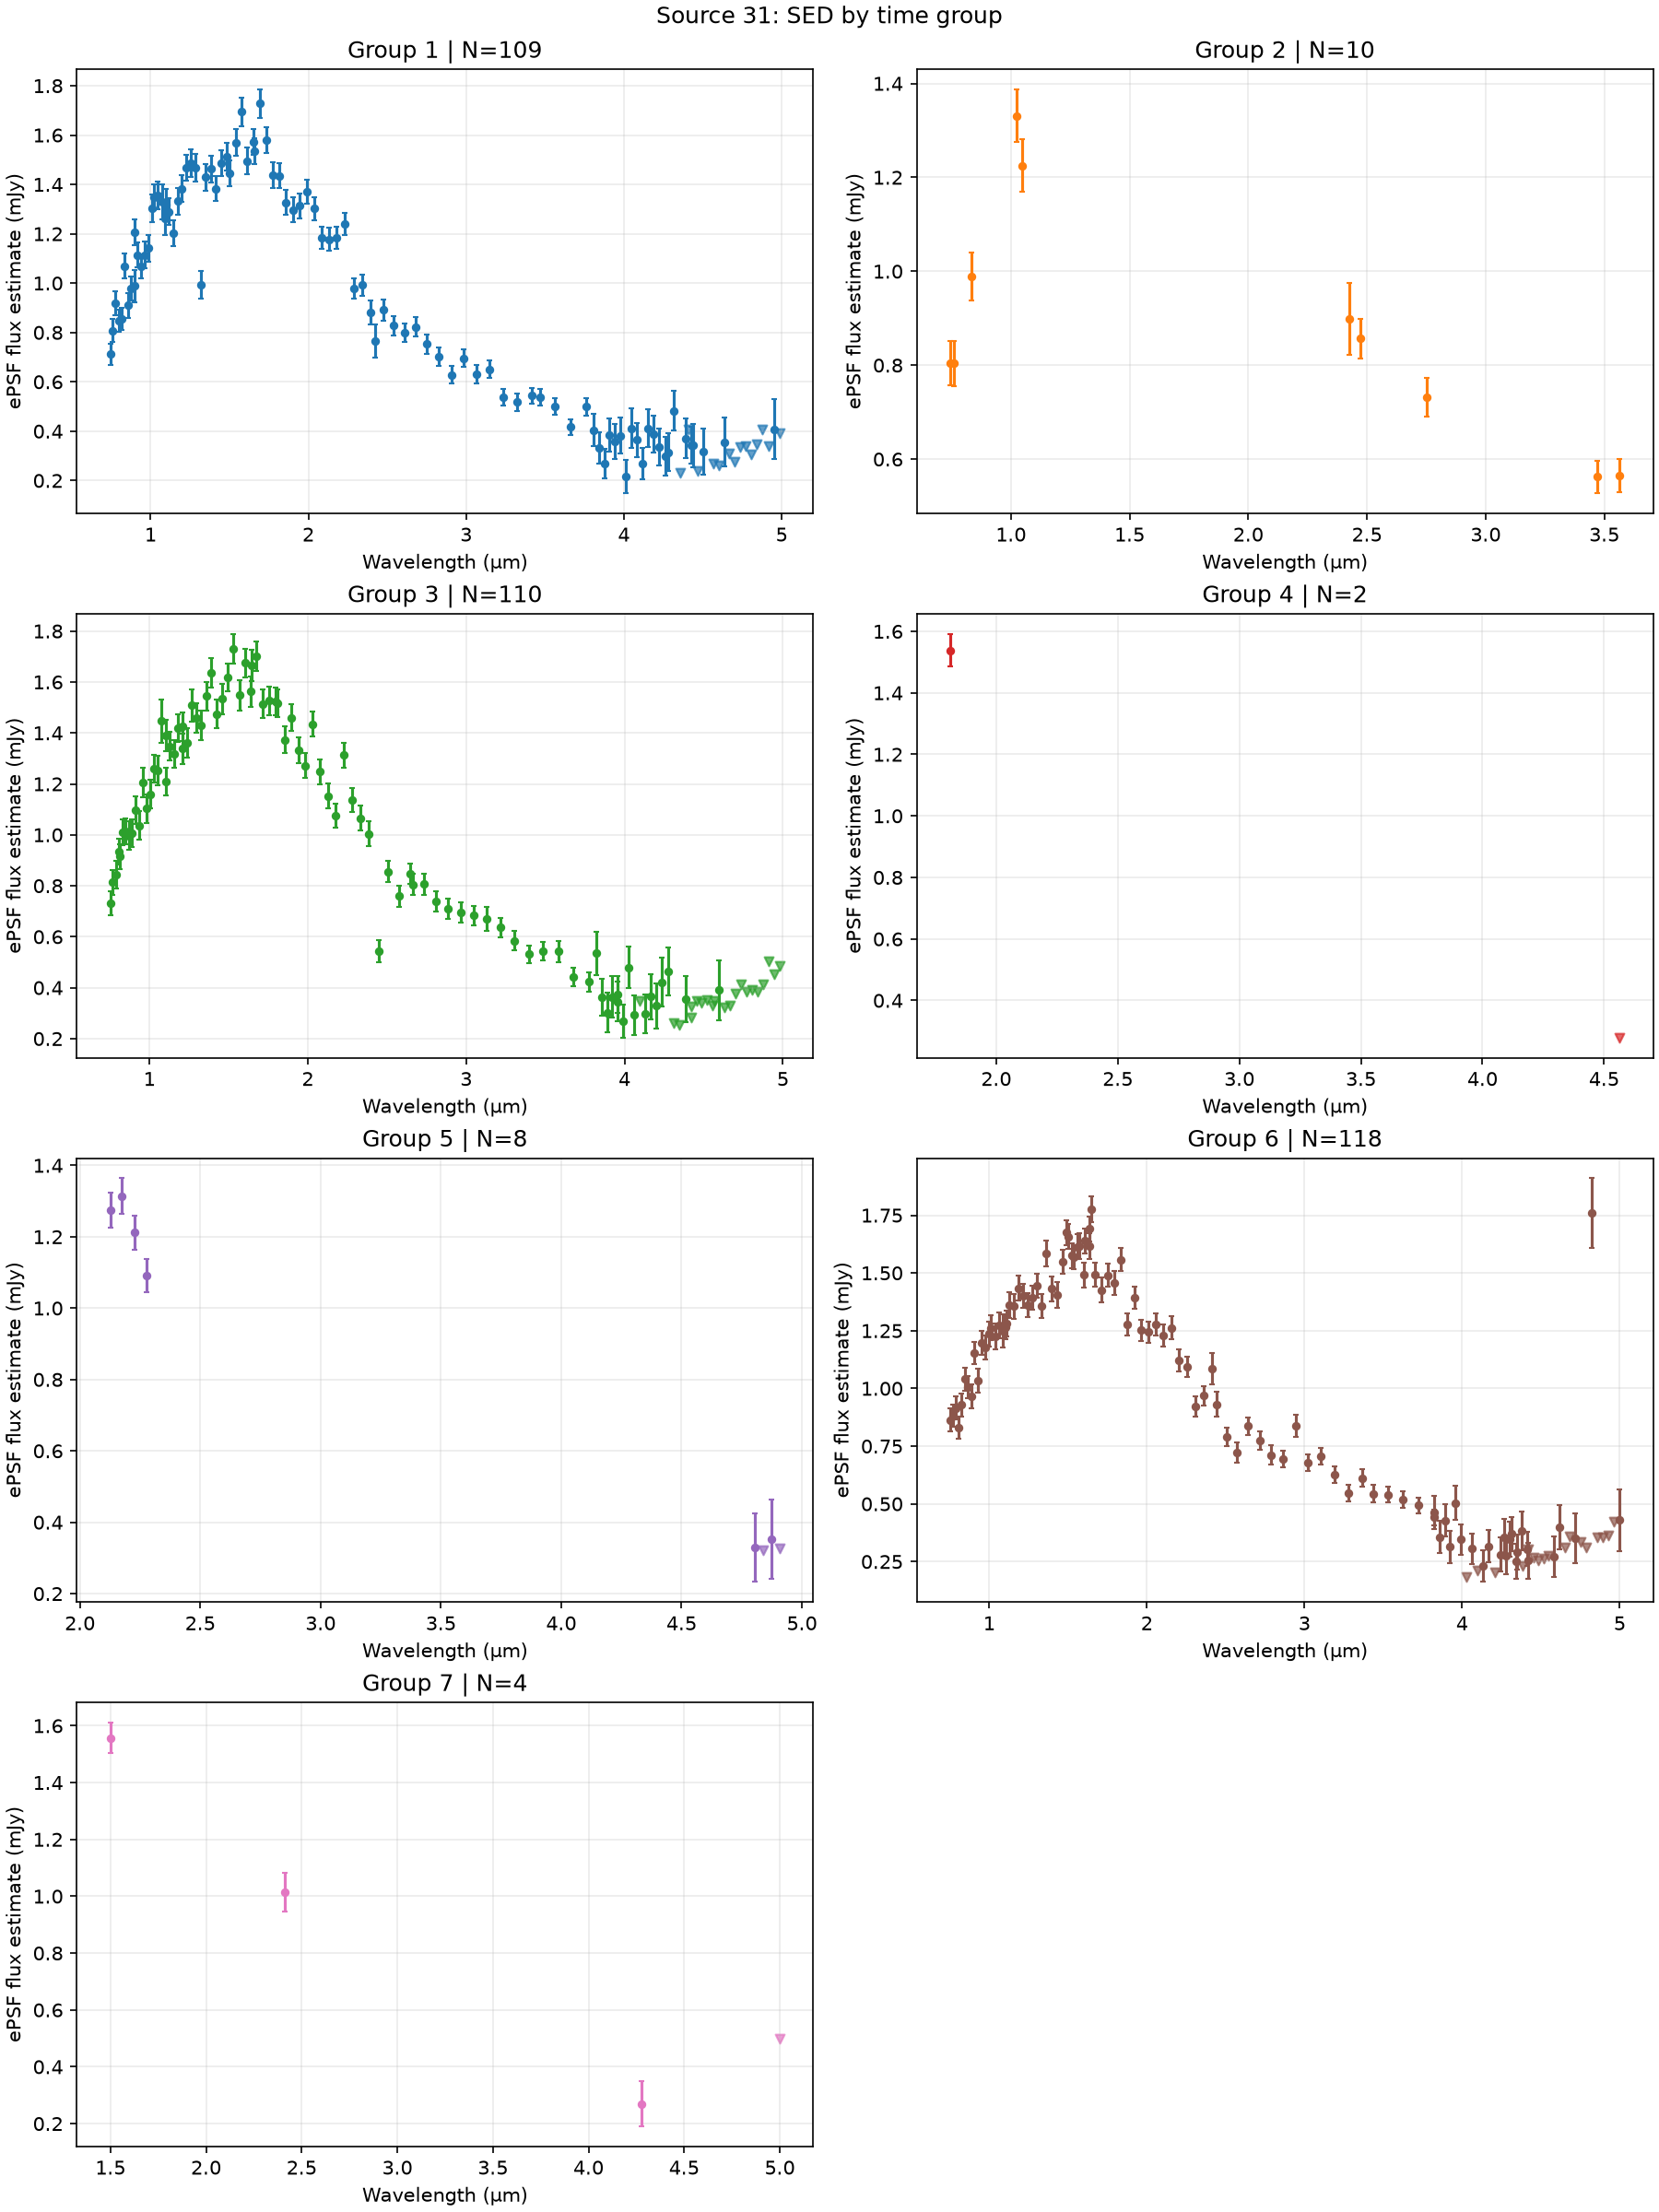 Source 31: SED by time group
Group 1 | N=109
ePSF flux estimate (mJy)
1.8
1.6
1.4
1.2
1.0
0.8
0.6
0.4
0.2
1 2 3 4 5
Wavelength (μm)
Group 2 | N=10
ePSF flux estimate (mJy)
1.4
1.2
1.0
0.8
0.6
1.0 1.5 2.0 2.5 3.0 3.5
Wavelength (μm)
Group 3 | N=110
ePSF flux estimate (mJy)
1.8
1.6
1.4
1.2
1.0
0.8
0.6
0.4
0.2
1 2 3 4 5
Wavelength (μm)
Group 4 | N=2
ePSF flux estimate (mJy)
1.6
1.4
1.2
1.0
0.8
0.6
0.4
2.0 2.5 3.0 3.5 4.0 4.5
Wavelength (μm)
Group 5 | N=8
ePSF flux estimate (mJy)
1.4
1.2
1.0
0.8
0.6
0.4
0.2
2.0 2.5 3.0 3.5 4.0 4.5 5.0
Wavelength (μm)
Group 6 | N=118
ePSF flux estimate (mJy)
1.75
1.50
1.25
1.00
0.75
0.50
0.25
1 2 3 4 5
Wavelength (μm)
Group 7 | N=4
ePSF flux estimate (mJy)
1.6
1.4
1.2
1.0
0.8
0.6
0.4
0.2
1.5 2.0 2.5 3.0 3.5 4.0 4.5 5.0
Wavelength (μm)